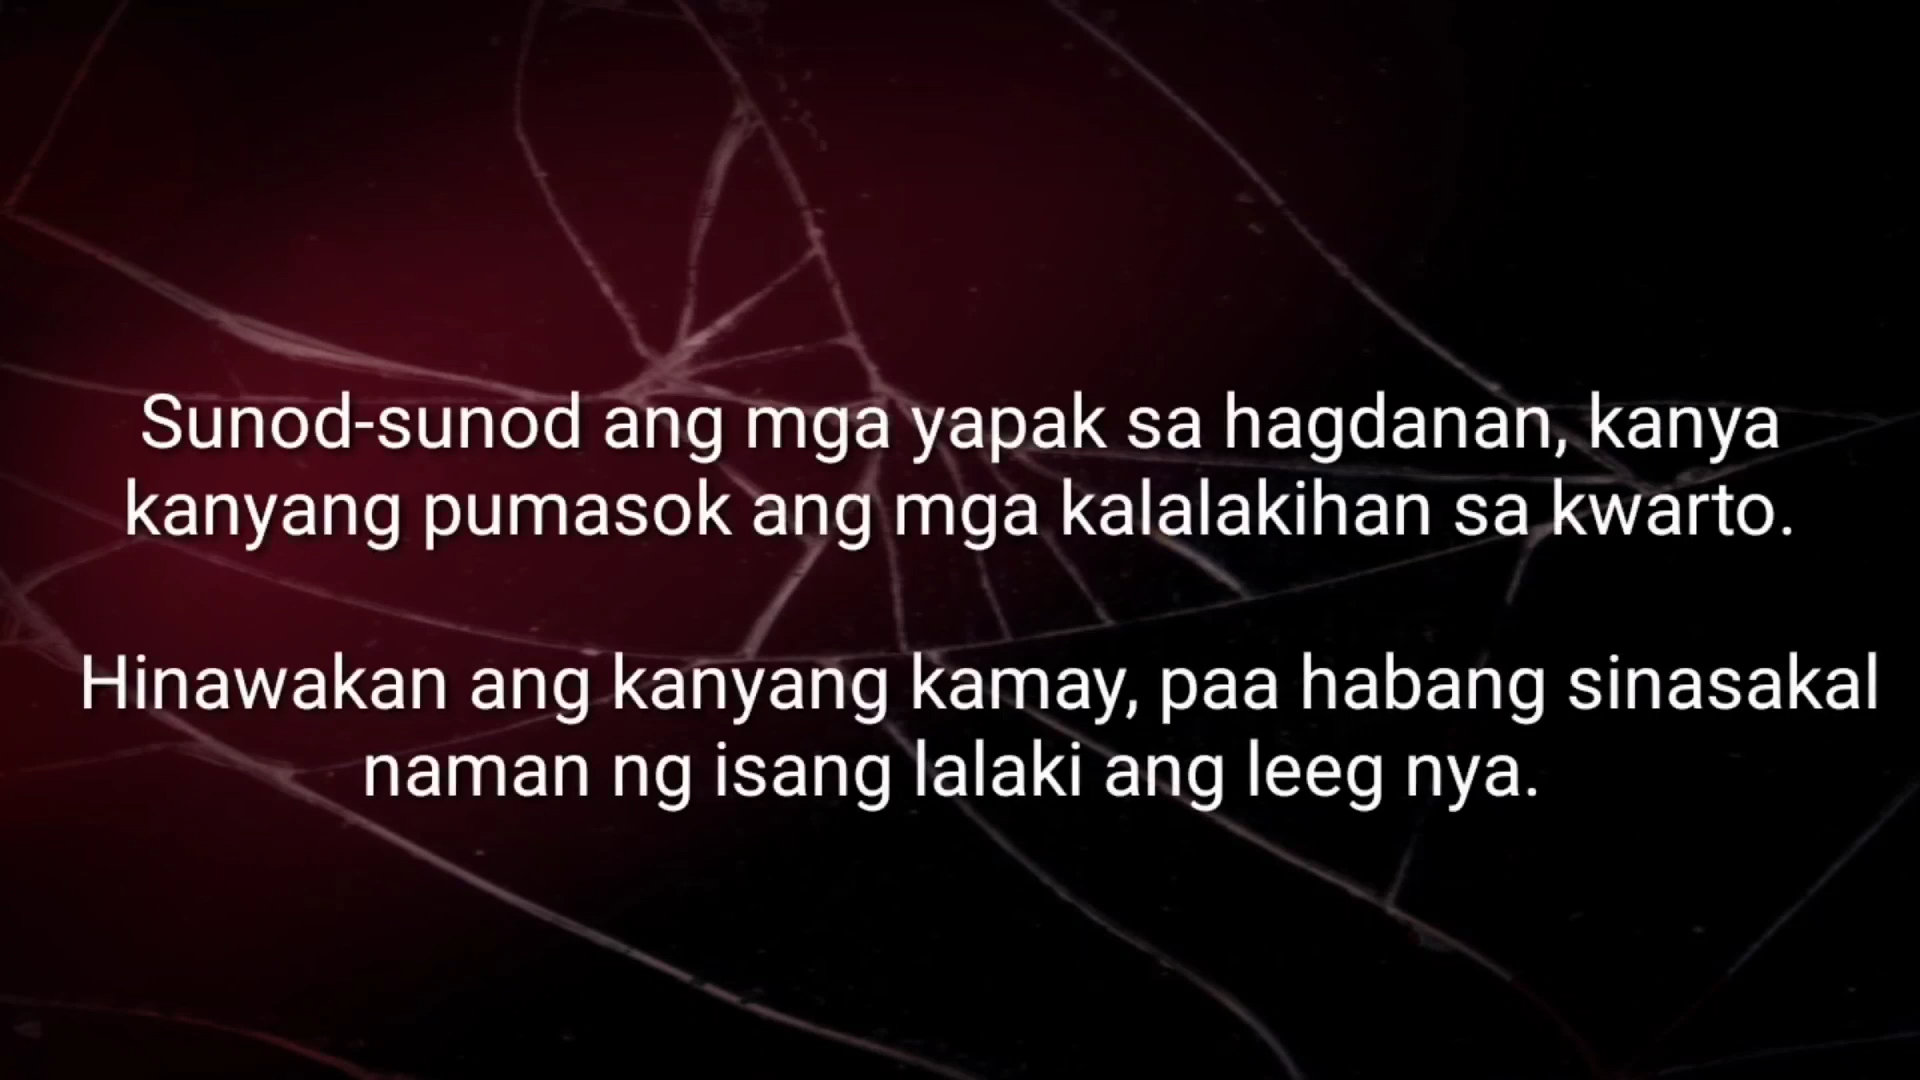 Sunod-sunod ang mga yapak sa hagdanan, kanya
kanyang pumasok ang mga kalalakihan sa kwarto.
Hinawakan ang kanyang kamay, paa habang sinasakal
naman ng isang lalaki ang leeg nya.